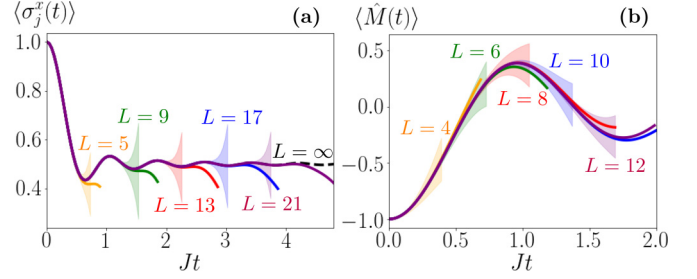 ⟨σ_j^x(t)⟩ (a)
1.0
0.8
0.6
0.4
L = 5
L = 9
L = 17
L = ∞
L = 13
L = 21
0 1 2 3 4
Jt
⟨M̂(t)⟩ (b)
0.5
0.0
−0.5
−1.0
L = 6
L = 10
L = 8
L = 4
L = 12
0.0 0.5 1.0 1.5 2.0
Jt